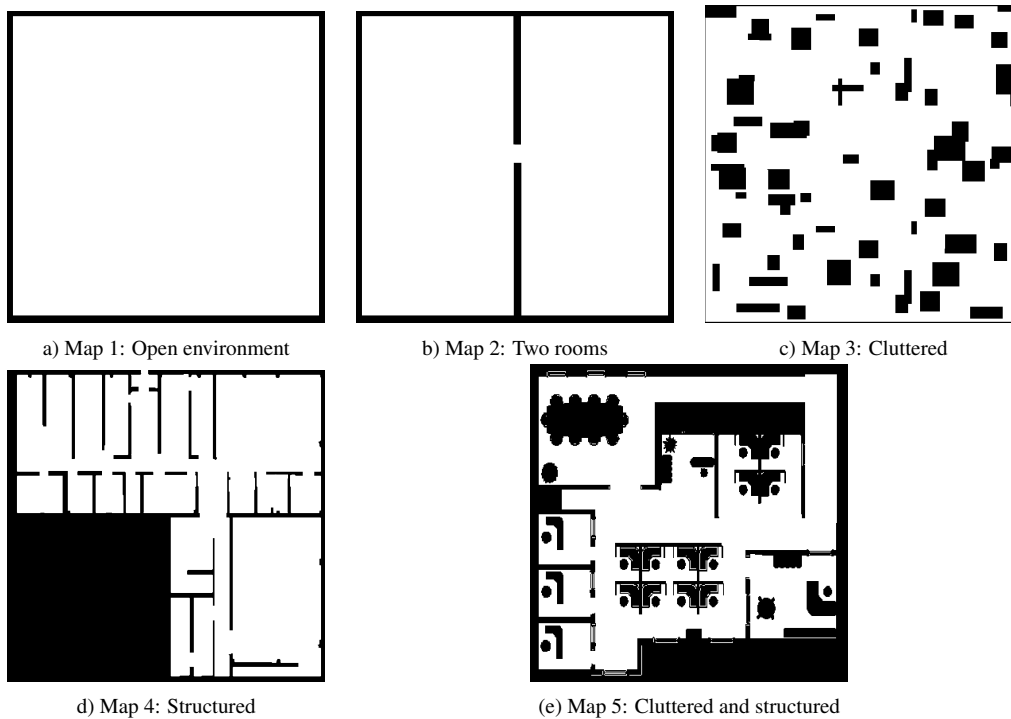 a) Map 1: Open environment
b) Map 2: Two rooms
c) Map 3: Cluttered
d) Map 4: Structured
(e) Map 5: Cluttered and structured